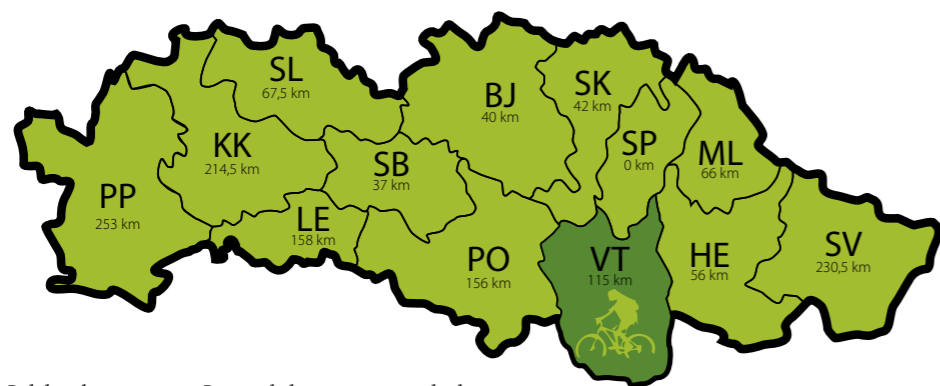 SL
67,5 km
BJ
40 km
SK
42 km
SP
0 km
ML
66 km
KK
214,5 km
SB
37 km
PP
253 km
LE
158 km
PO
156 km
VT
115 km
HE
56 km
SV
230,5 km